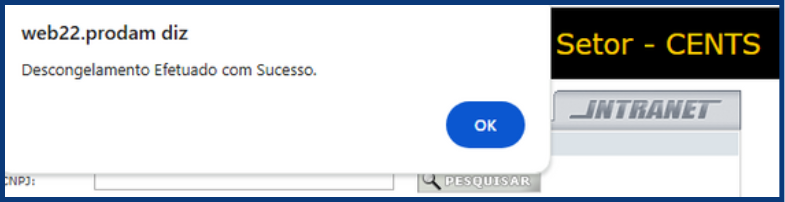 web22.prodam diz
Setor - CENTS
Descongelamento Efetuado com Sucesso.
INTRANET
OK
CNPJ:
PESQUISAR